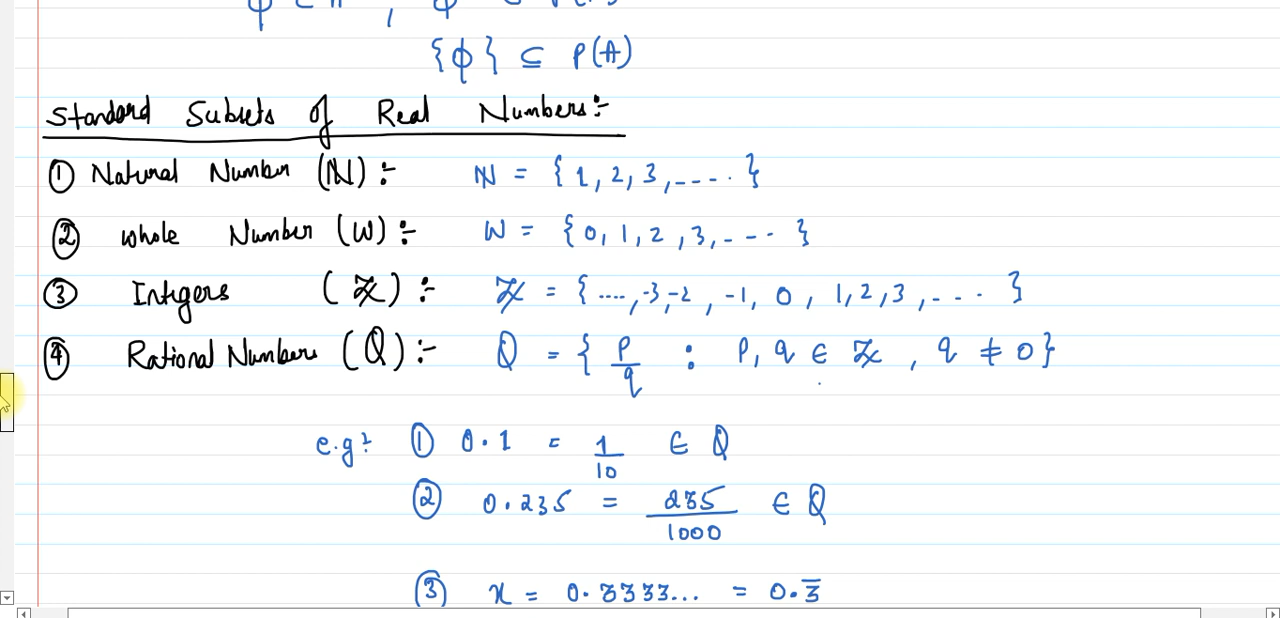 {ϕ} ⊆ P(A)
Standard Subsets of Real Numbers:-
① Natural Number (ℕ) :- ℕ = { 1, 2, 3, ----. }
② Whole Number (W) :- W = { 0, 1, 2, 3, - -- }
③ Intigers (ℤ) :- ℤ = { ...., -3, -2, -1, 0, 1, 2, 3, - -- }
④ Rational Numbers (Q) :- Q = { p/q : p, q ∈ ℤ, q ≠ 0 }
e.g: ① 0.1 = 1/10 ∈ Q
② 0.235 = 235/1000 ∈ Q
③ x = 0.3333... = 0.3̅